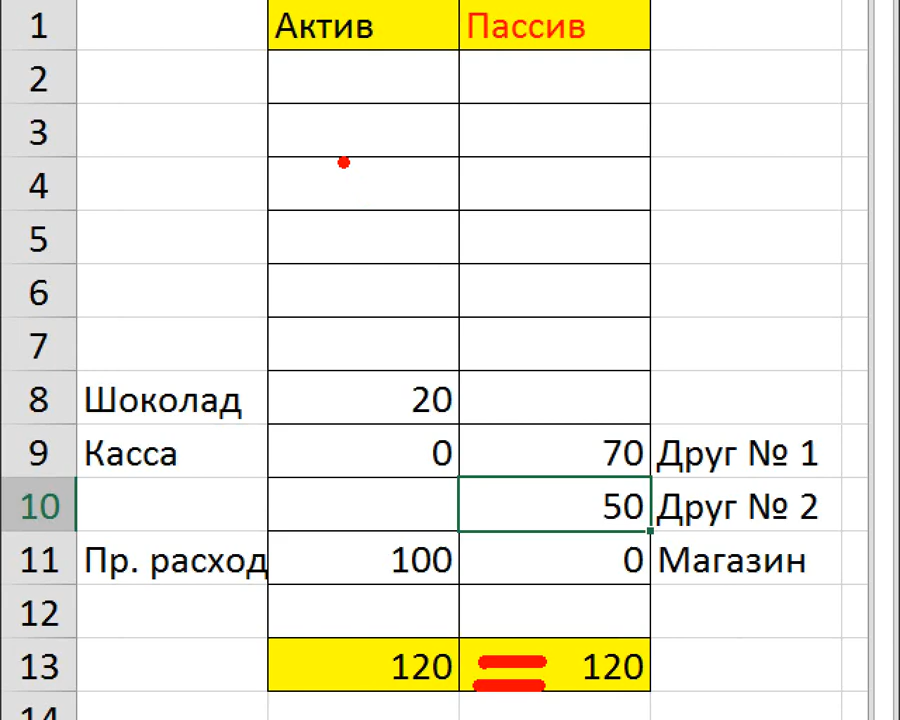 1 Актив Пассив
2
3
4
5
6
7
8 Шоколад 20
9 Касса 0 70 Друг № 1
10 50 Друг № 2
11 Пр. расход 100 0 Магазин
12
13 120 = 120
14